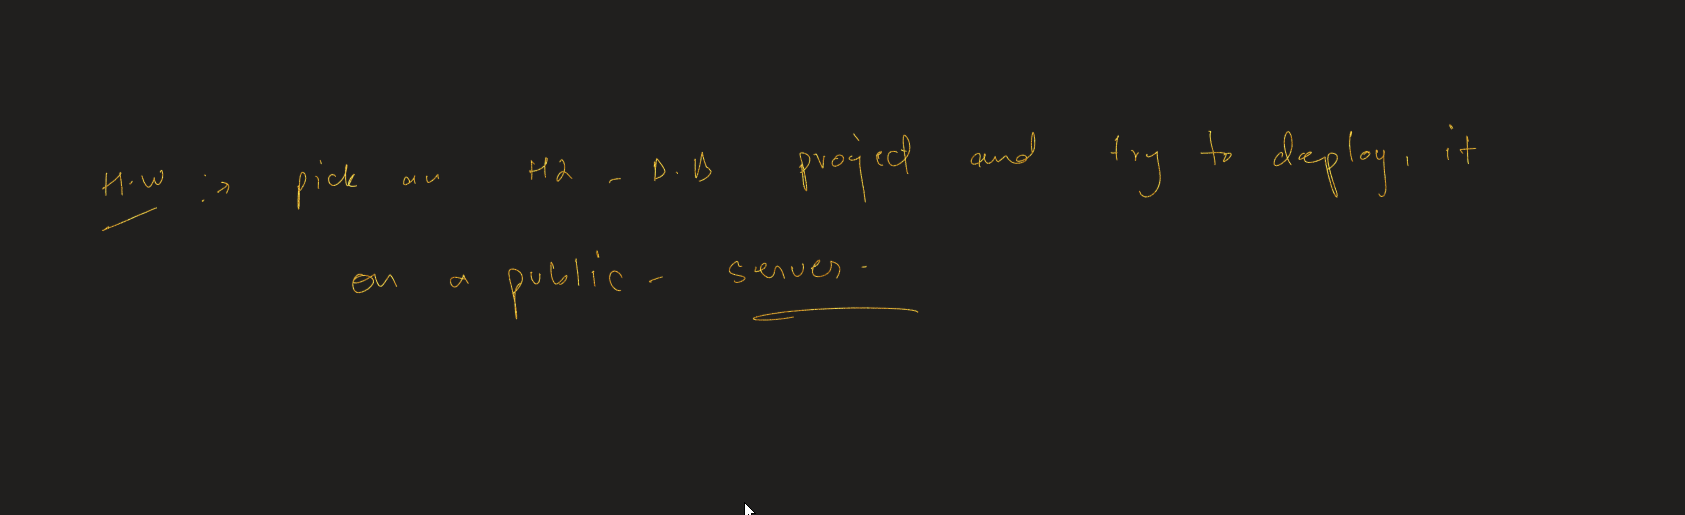 H.W :→ pick an H2 - D.B project and try to deploy, it
on a public - server.